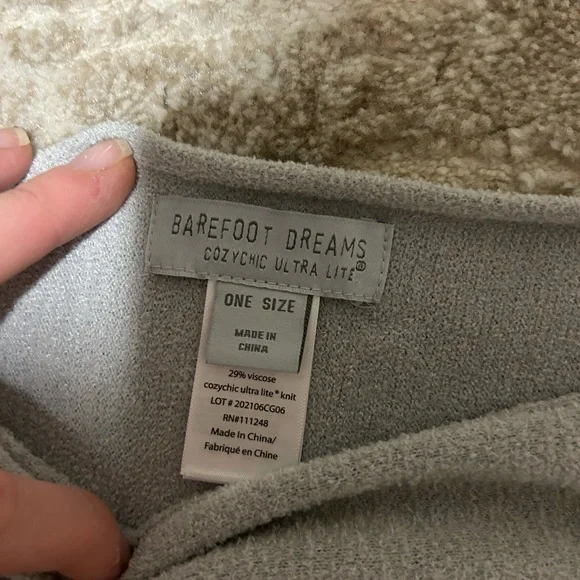 BAREFOOT DREAMS
COZYCHIC ULTRA LITE®
ONE SIZE
MADE IN
CHINA
29% viscose
cozychic ultra lite® knit
LOT # 202106CG06
RN#111248
Made In China/
Fabriqué en Chine